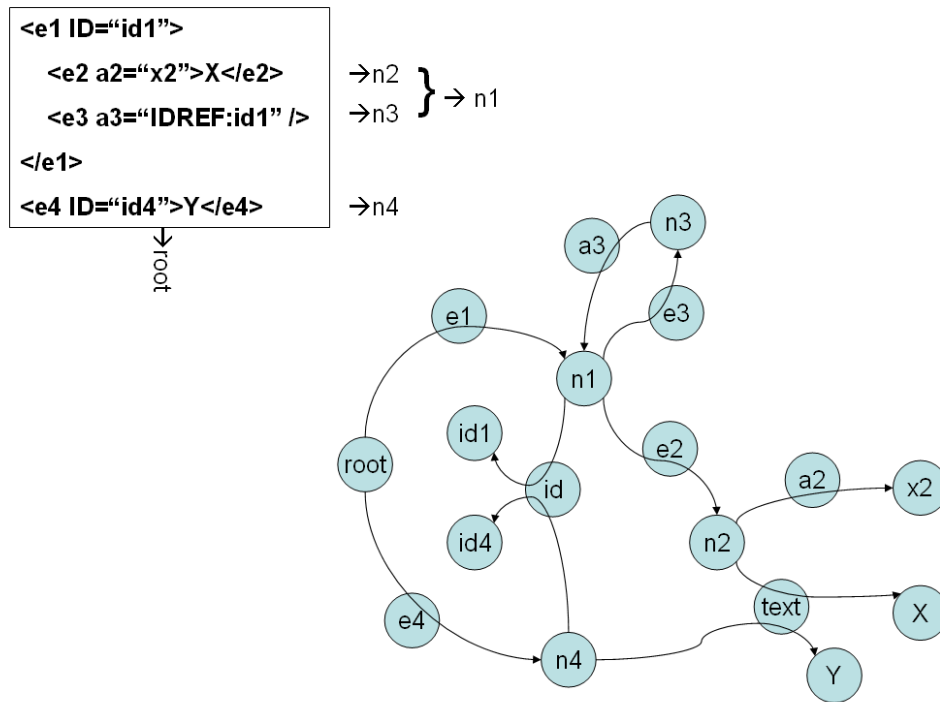 <e1 ID=“id1”>
<e2 a2=“x2”>X</e2> →n2
<e3 a3=“IDREF:id1” /> →n3
} → n1
</e1>
<e4 ID=“id4”>Y</e4> →n4
→root
n3
a3
e3
e1
n1
id1
e2
root
id
a2
x2
id4
n2
text
X
e4
n4
Y